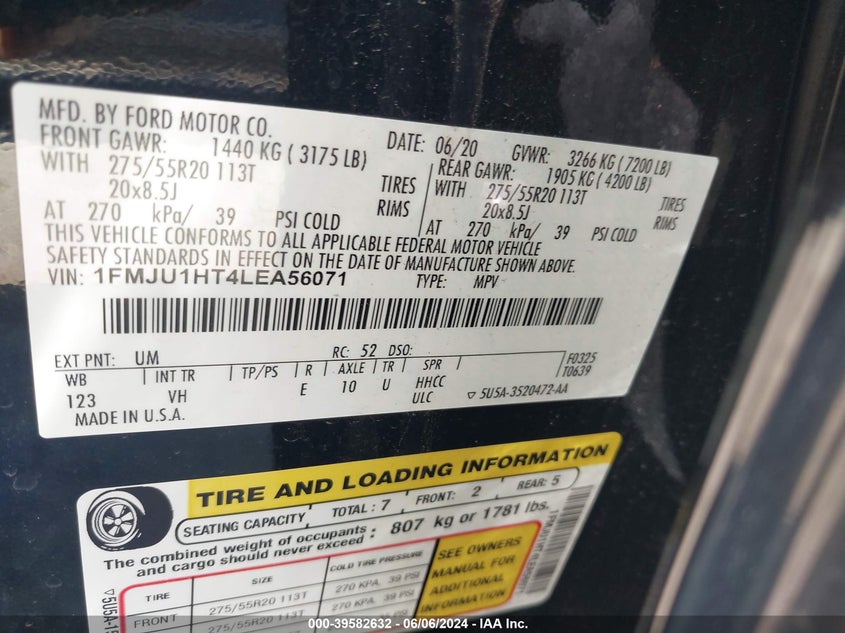 MFD. BY FORD MOTOR CO.
DATE: 06/20 GVWR: 3266 KG (7200 LB)
FRONT GAWR: 1440 KG (3175 LB)
REAR GAWR: 1905 KG (4200 LB)
WITH 275/55R20 113T TIRES
WITH 275/55R20 113T TIRES
20x8.5J RIMS
20x8.5J RIMS
AT 270 kPa/ 39 PSI COLD
AT 270 kPa/ 39 PSI COLD
THIS VEHICLE CONFORMS TO ALL APPLICABLE FEDERAL MOTOR VEHICLE
SAFETY STANDARDS IN EFFECT ON THE DATE OF MANUFACTURE SHOWN ABOVE.
VIN: 1FMJU1HT4LEA56071 TYPE: MPV
EXT PNT: UM RC: 52 DSO:
WB INT TR TP/PS R AXLE TR SPR
123 VH E 10 U HHCC
ULC
F0325
T0639
MADE IN U.S.A.
▽ 5U5A-3520472-AA
TIRE AND LOADING INFORMATION
SEATING CAPACITY TOTAL: 7 FRONT: 2 REAR: 5
The combined weight of occupants
and cargo should never exceed : 807 kg or 1781 lbs.
TIRE SIZE COLD TIRE PRESSURE
FRONT 275/55R20 113T 270 KPA, 39 PSI
SEE OWNERS
MANUAL FOR
ADDITIONAL
INFORMATION
000-39582632 - 06/06/2024 - IAA Inc.